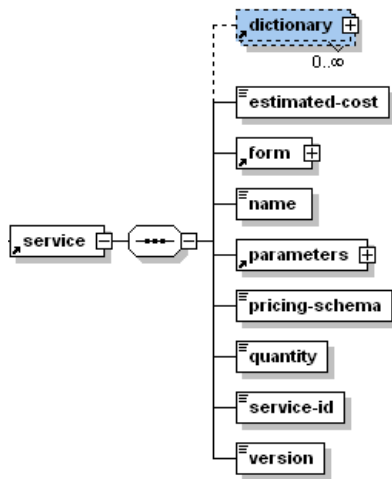 dictionary
0..∞
estimated-cost
form
name
service
parameters
pricing-schema
quantity
service-id
version